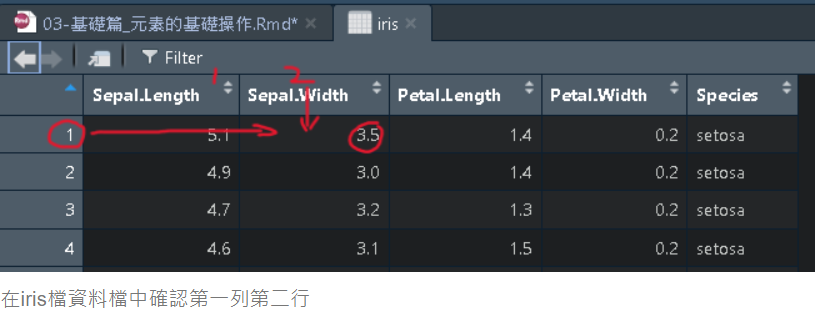 Rmd 03-基礎篇_元素的基礎操作.Rmd* × iris ×
Filter
1 2
Sepal.Length Sepal.Width Petal.Length Petal.Width Species
1 5.1 3.5 1.4 0.2 setosa
2 4.9 3.0 1.4 0.2 setosa
3 4.7 3.2 1.3 0.2 setosa
4 4.6 3.1 1.5 0.2 setosa
在iris檔資料檔中確認第一列第二行